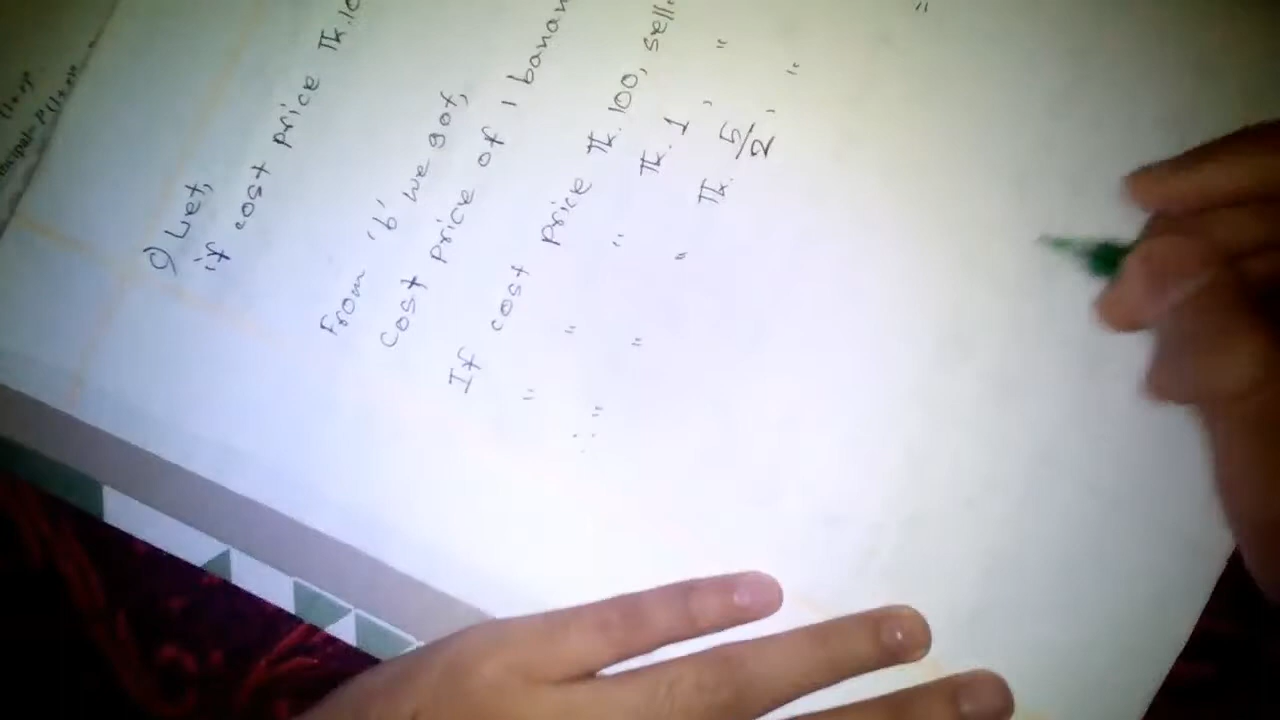 c) Let,
if cost price Tk.10
From 'b' we got,
cost price of 1 banan
If cost price Tk. 100, sell
" " " Tk. 1, "
∴ " " " Tk. 5/2, "
=